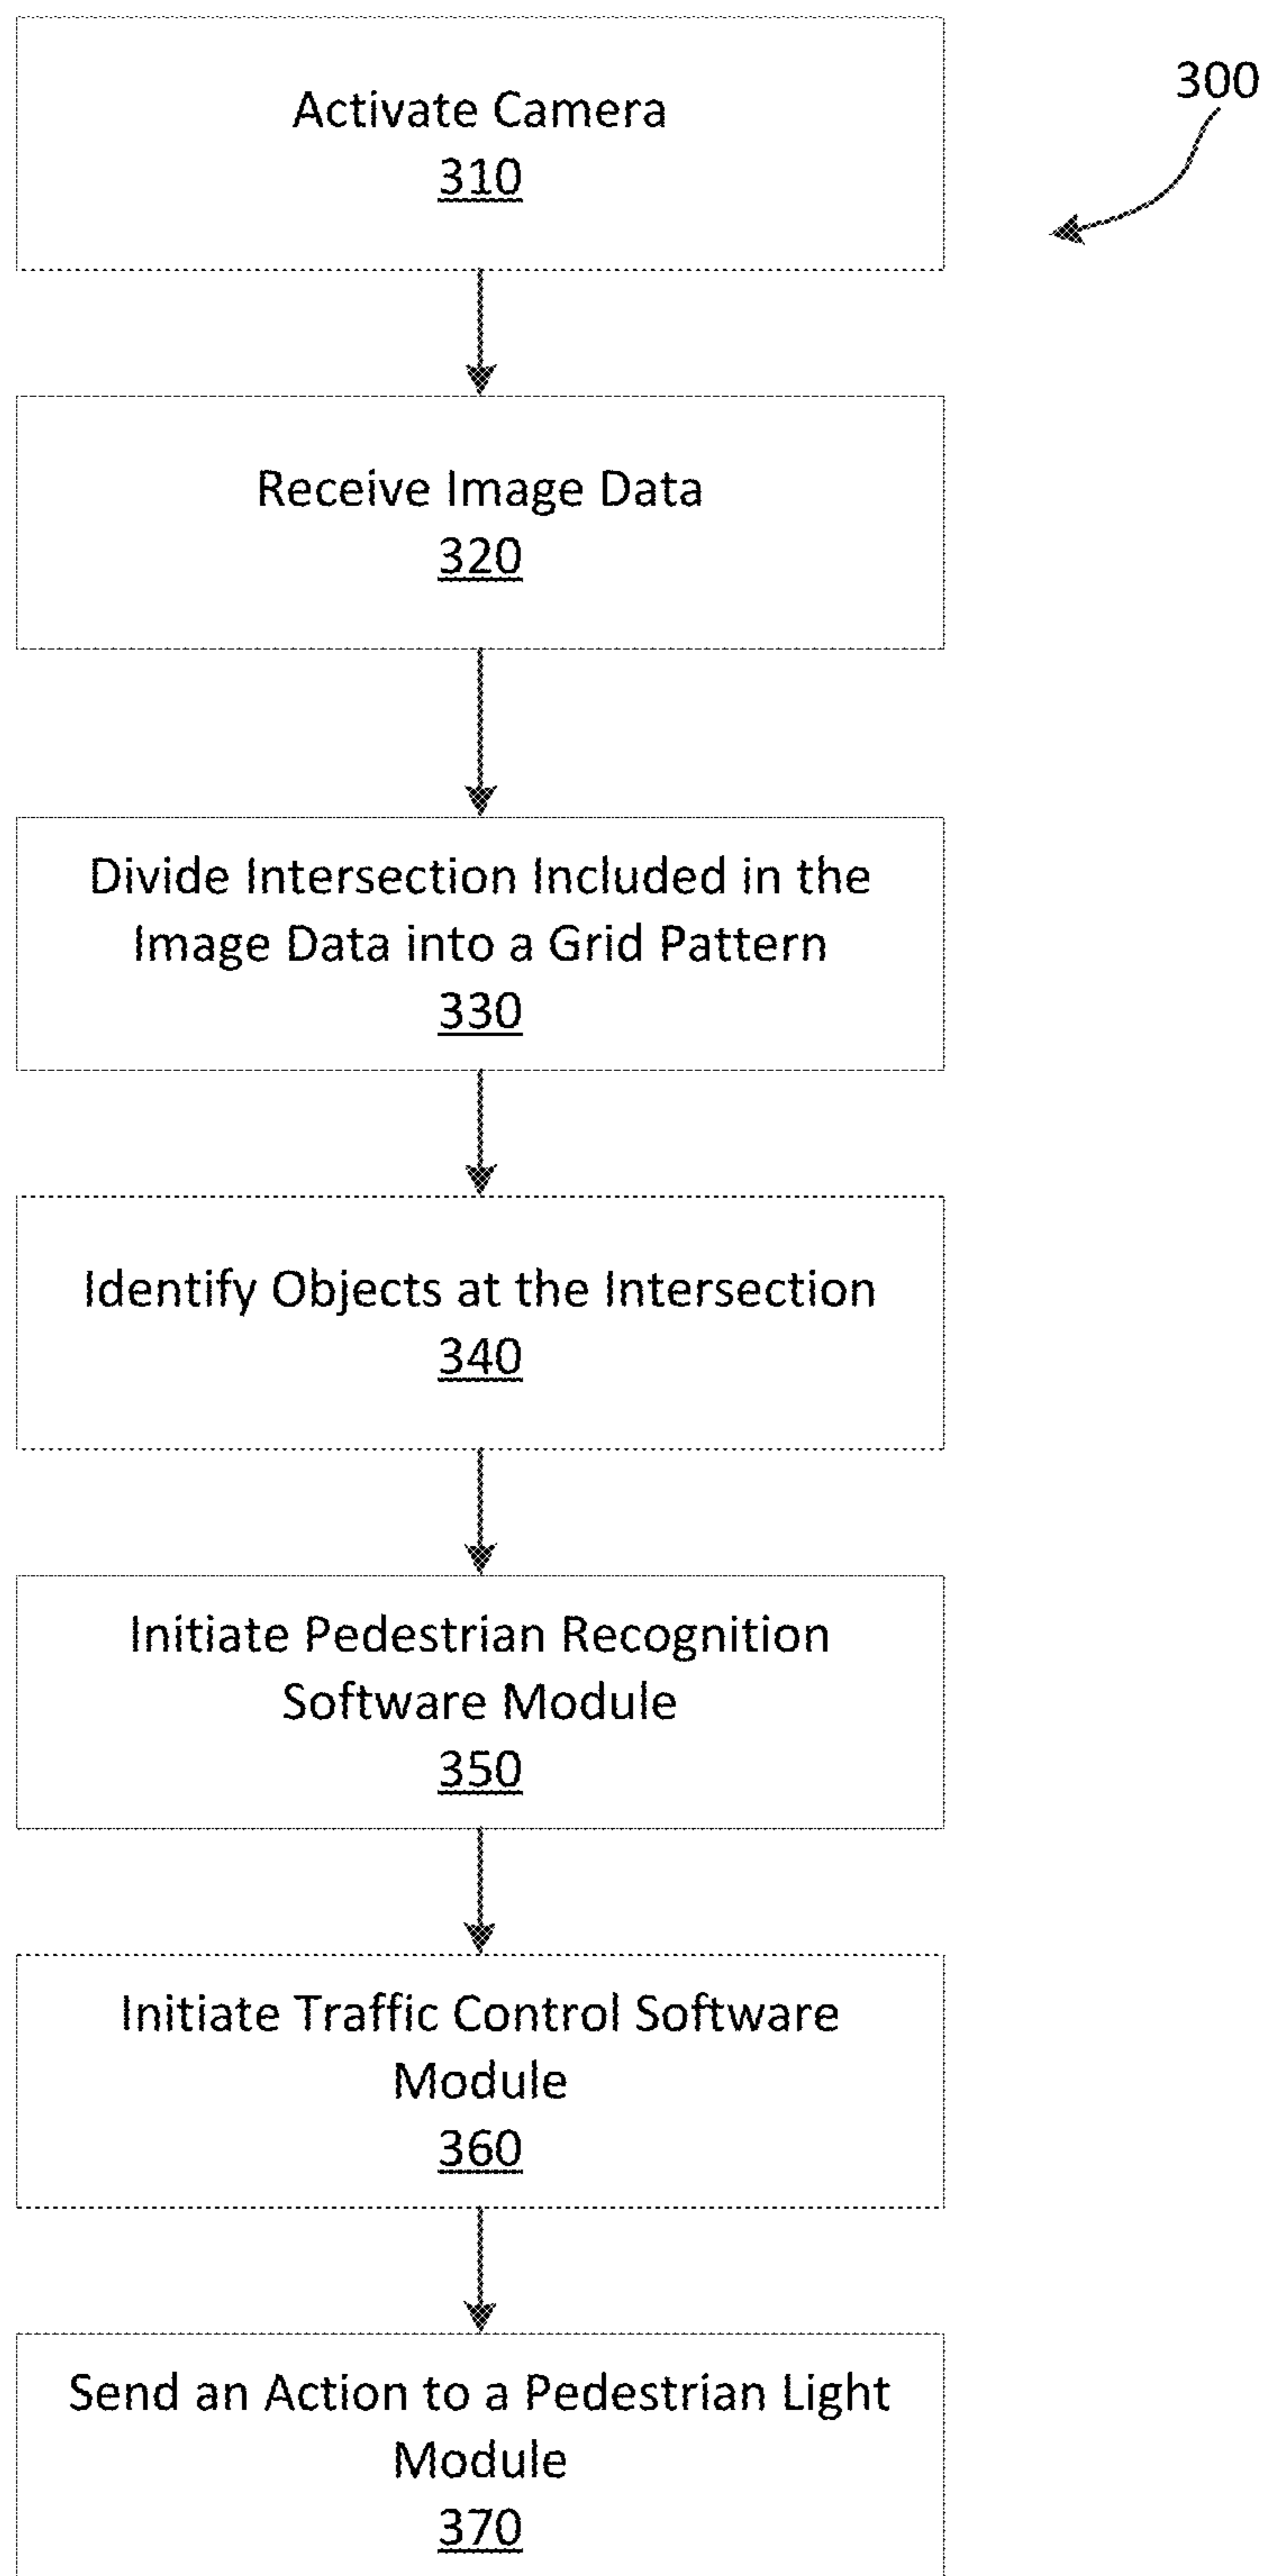 Activate Camera
310
300
Receive Image Data
320
Divide Intersection Included in the
Image Data into a Grid Pattern
330
Identify Objects at the Intersection
340
Initiate Pedestrian Recognition
Software Module
350
Initiate Traffic Control Software
Module
360
Send an Action to a Pedestrian Light
Module
370